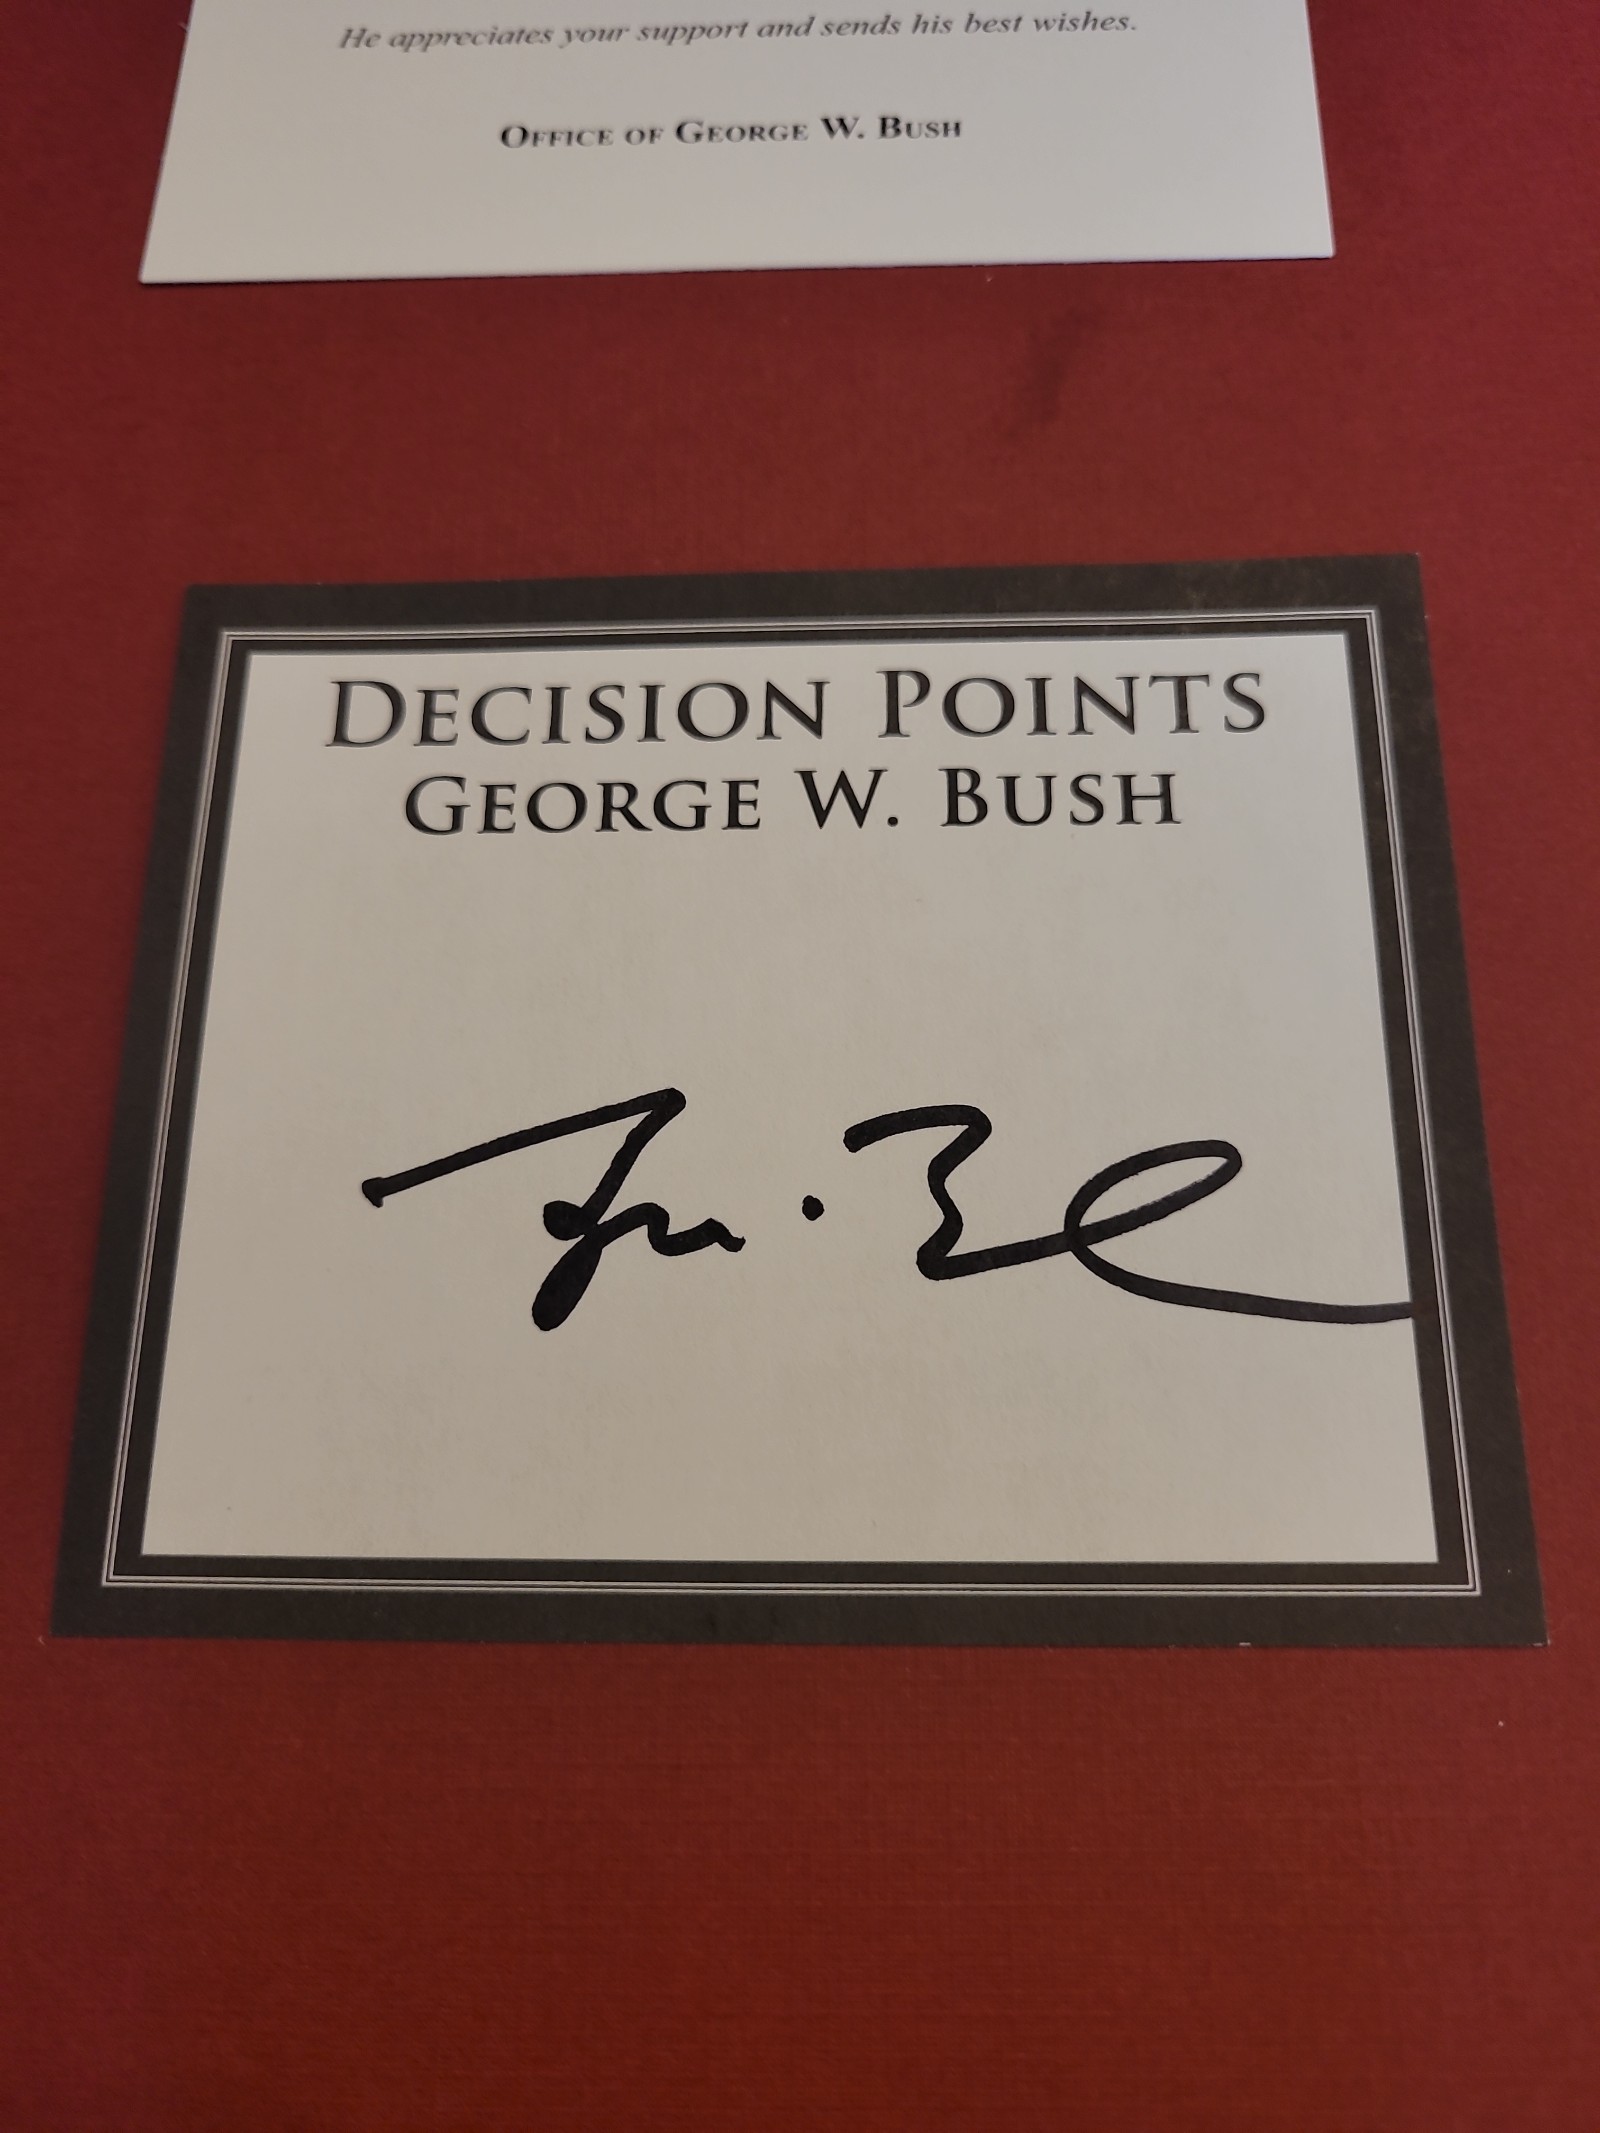 He appreciates your support and sends his best wishes.
OFFICE OF GEORGE W. BUSH
DECISION POINTS
GEORGE W. BUSH